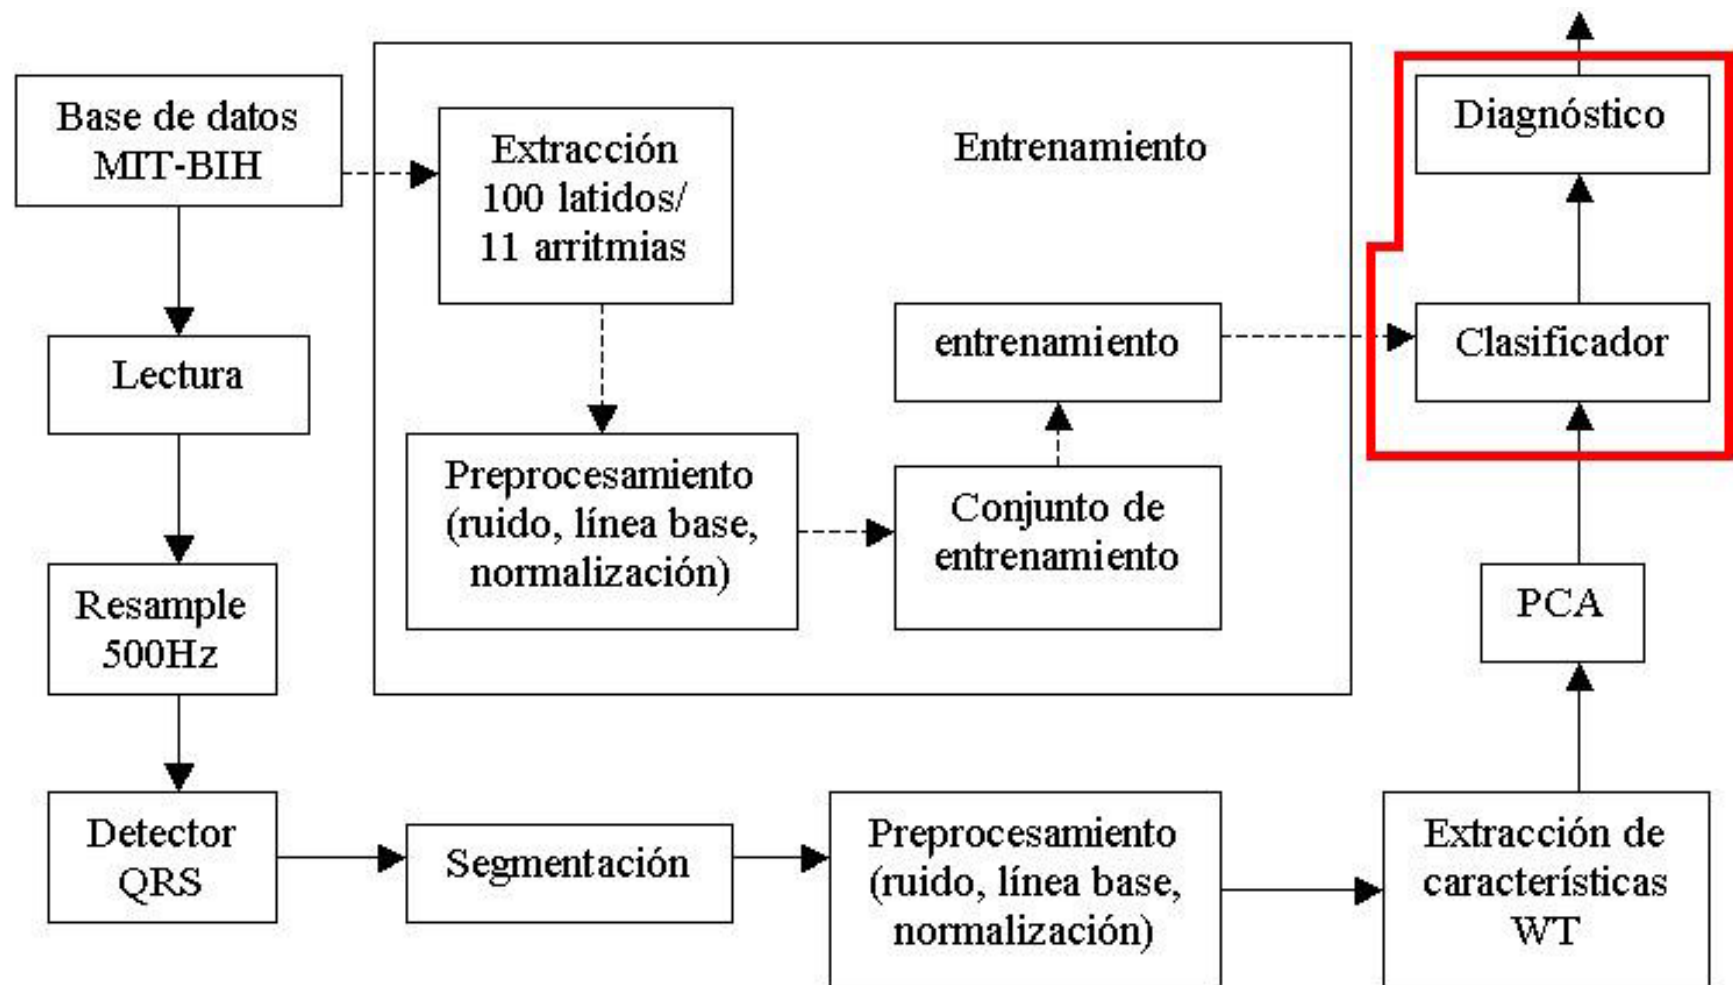 Base de datos
MIT-BIH
Extracción
100 latidos/
11 arritmias
Entrenamiento
Diagnóstico
Lectura
entrenamiento
Clasificador
Preprocesamiento
(ruido, línea base,
normalización)
Conjunto de
entrenamiento
Resample
500Hz
PCA
Detector
QRS
Segmentación
Preprocesamiento
(ruido, línea base,
normalización)
Extracción de
característísticas
WT